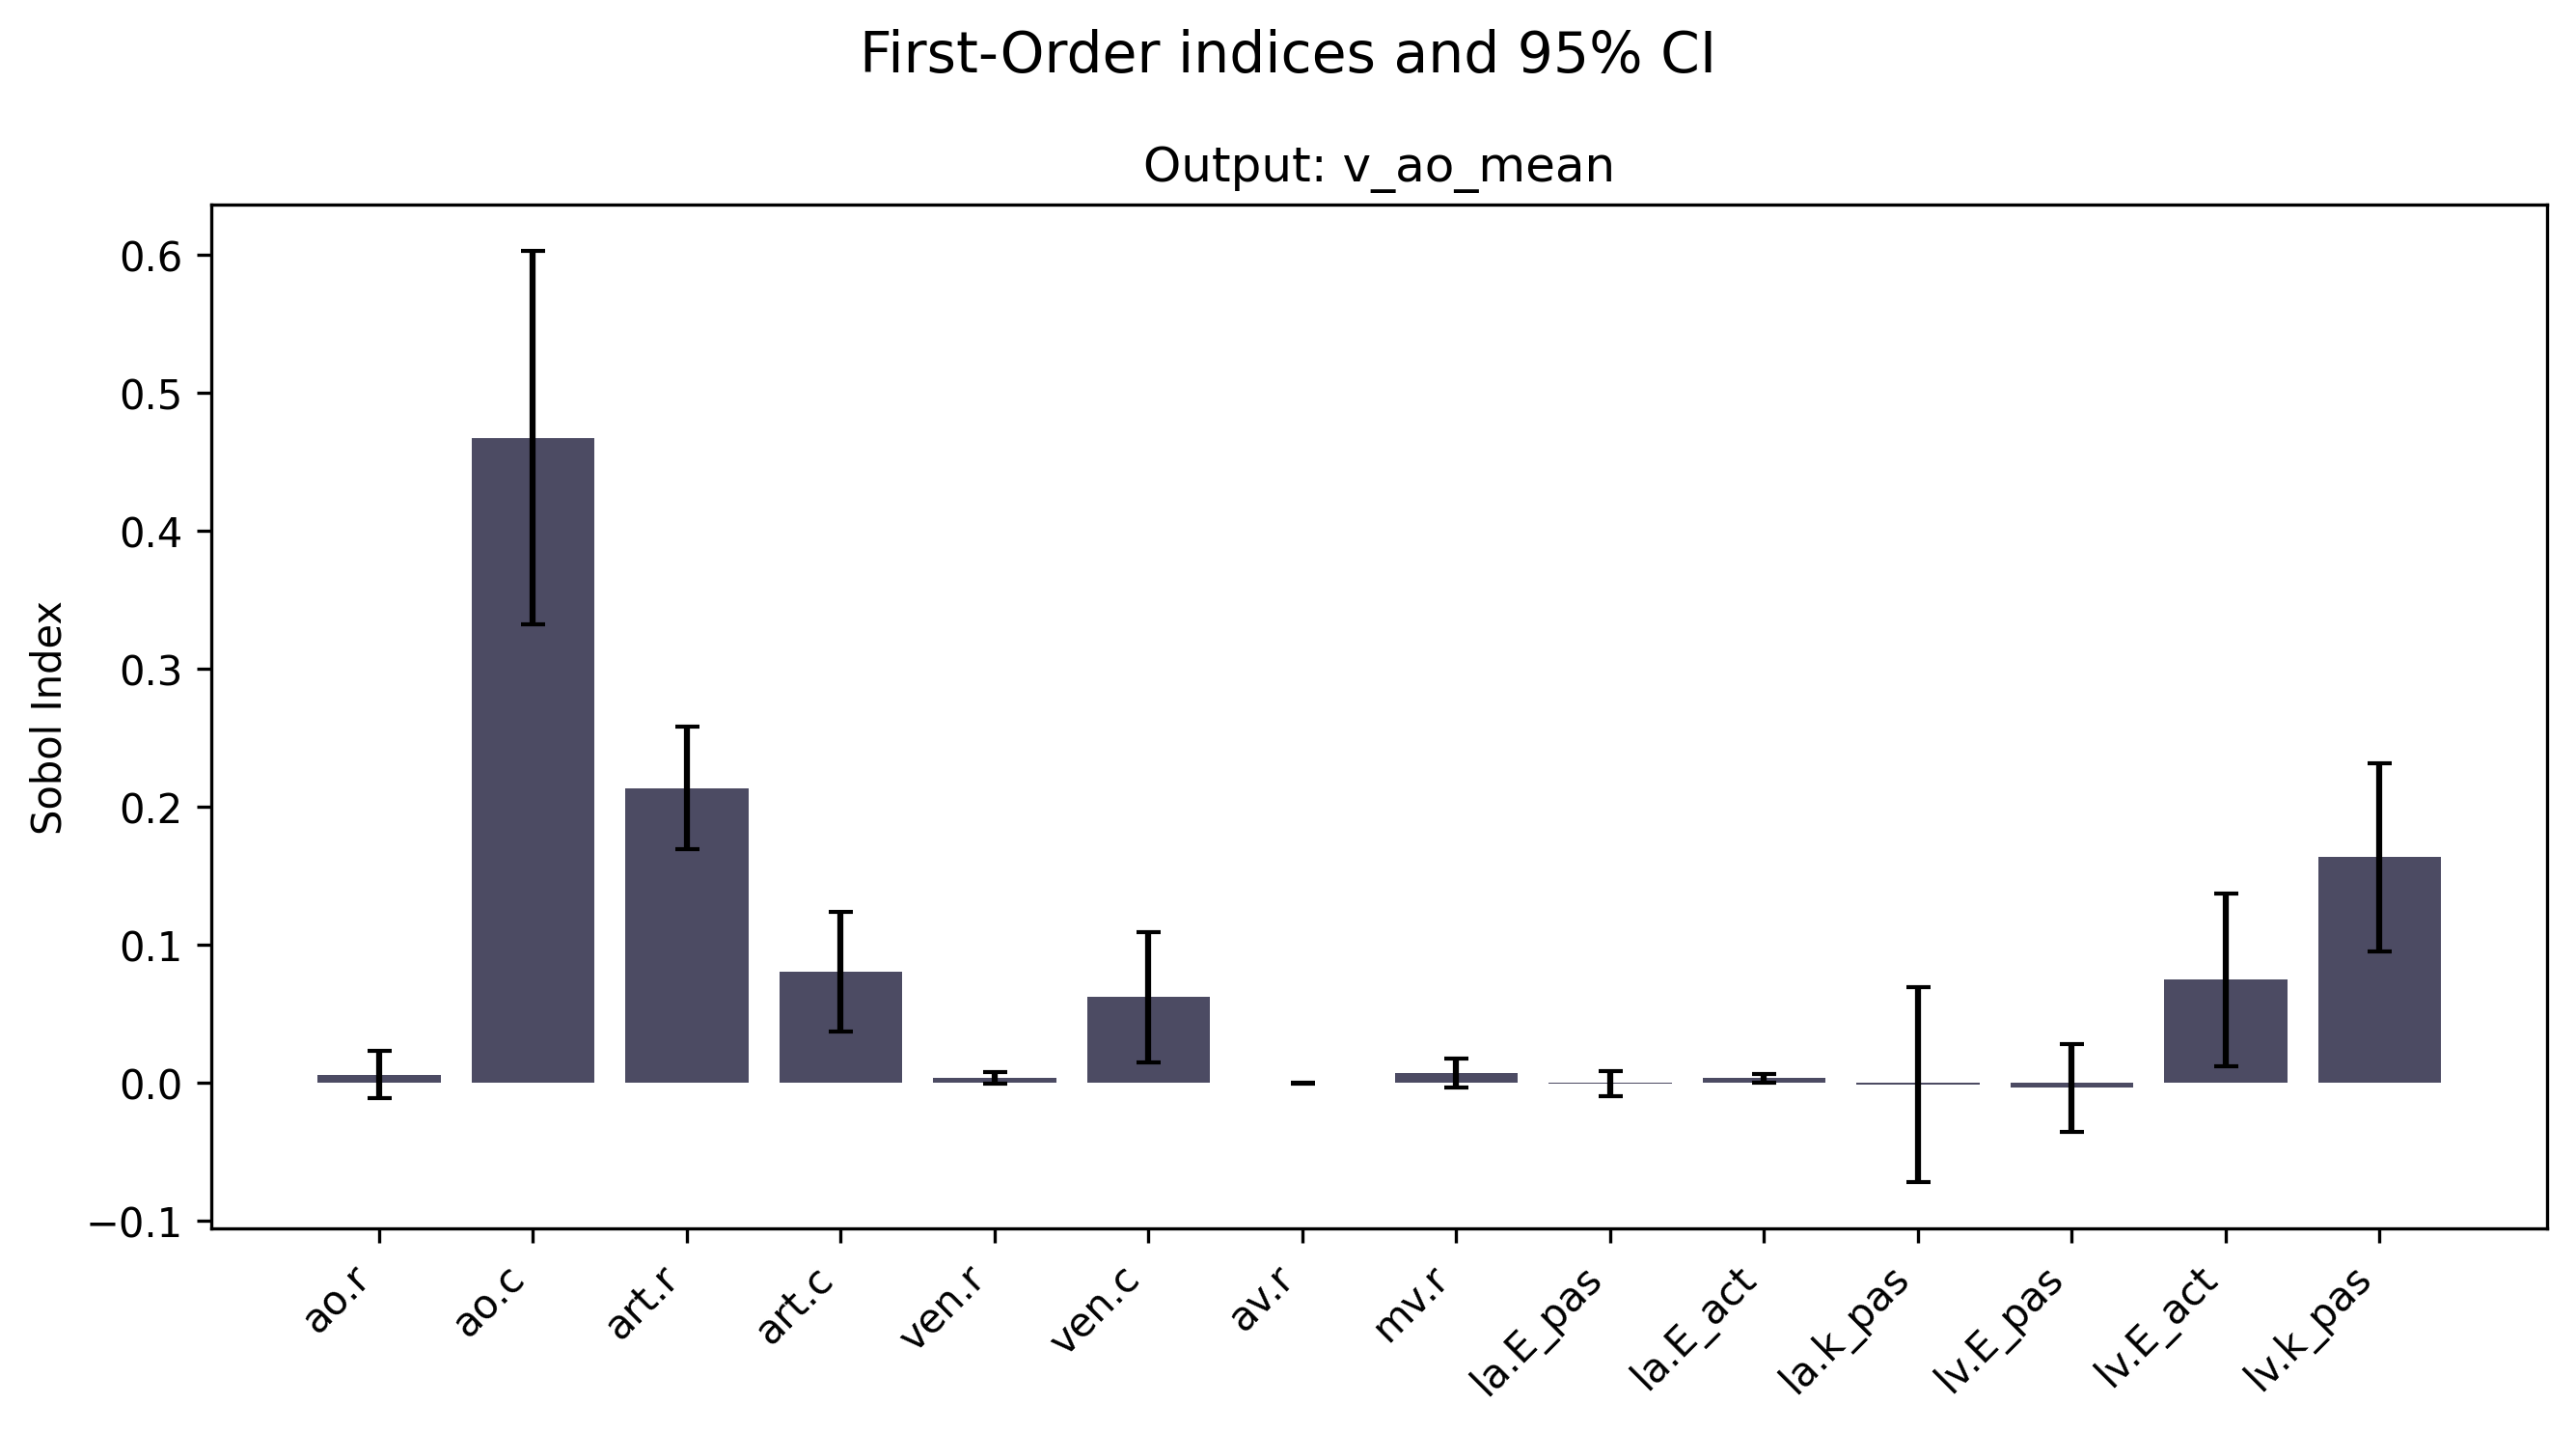 First-Order indices and 95% CI
Output: v_ao_mean
Sobol Index
0.6
0.5
0.4
0.3
0.2
0.1
0.0
−0.1
ao.r
ao.c
art.r
art.c
ven.r
ven.c
av.r
mv.r
la.E_pas
la.E_act
la.k_pas
lv.E_pas
lv.E_act
lv.k_pas